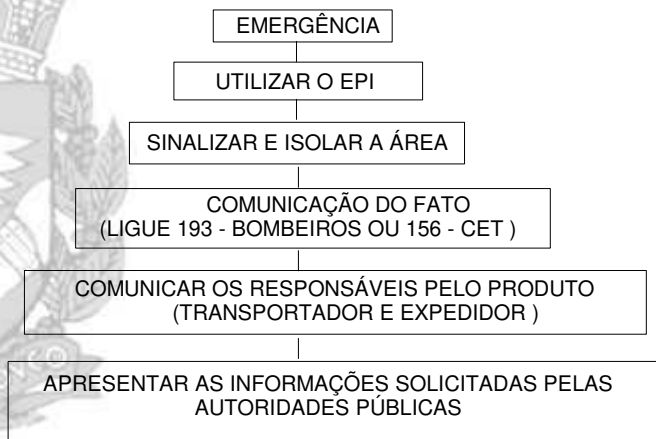 EMERGÊNCIA
UTILIZAR O EPI
SINALIZAR E ISOLAR A ÁREA
COMUNICAÇÃO DO FATO
(LIGUE 193 - BOMBEIROS OU 156 - CET )
COMUNICAR OS RESPONSÁVEIS PELO PRODUTO
(TRANSPORTADOR E EXPEDIDOR )
APRESENTAR AS INFORMAÇÕES SOLICITADAS PELAS
AUTORIDADES PÚBLICAS